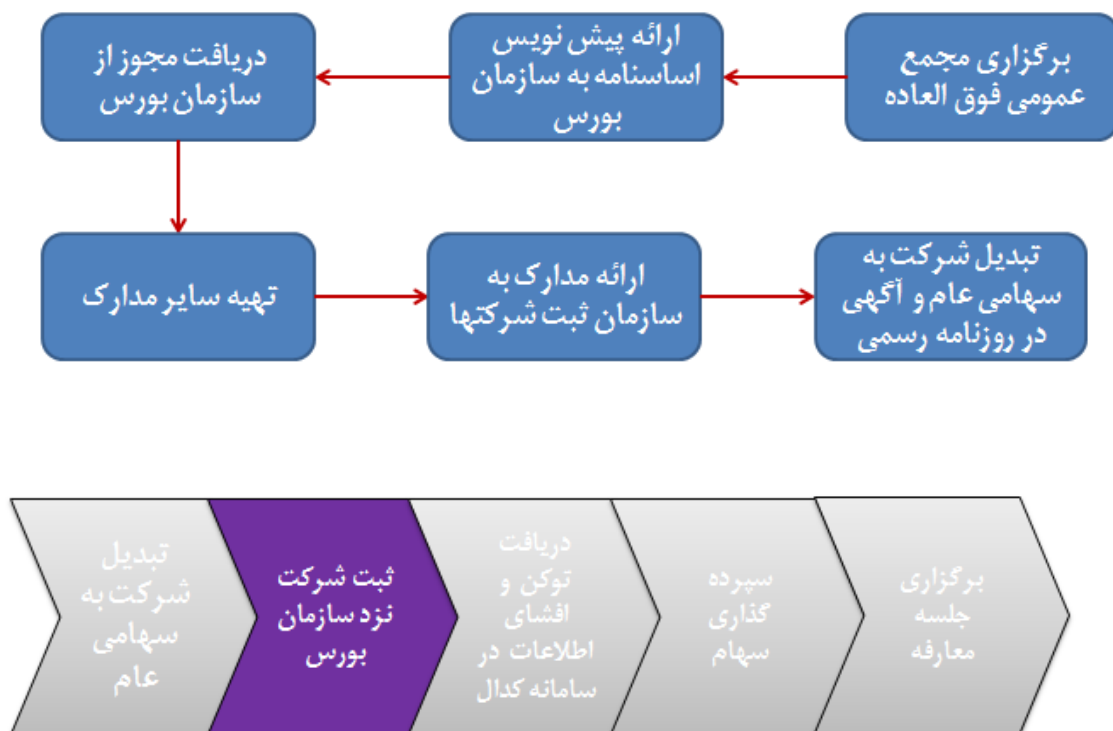 برگزاری مجمع
عمومی فوق العاده
ارائه پیش نویس
اساسنامه به سازمان
بورس
دریافت مجوز از
سازمان بورس
تهیه سایر مدارک
ارائه مدارک به
سازمان ثبت شرکتها
تبدیل شرکت به
سهامی عام و آگهی
در روزنامه رسمی
تبدیل
شرکت به
سهامی
عام
ثبت شرکت
نزد سازمان
بورس
دریافت
توکن و
افشای
اطلاعات در
سامانه کدال
سپرده
گذاری
سهام
برگزاری
جلسه
معارفه